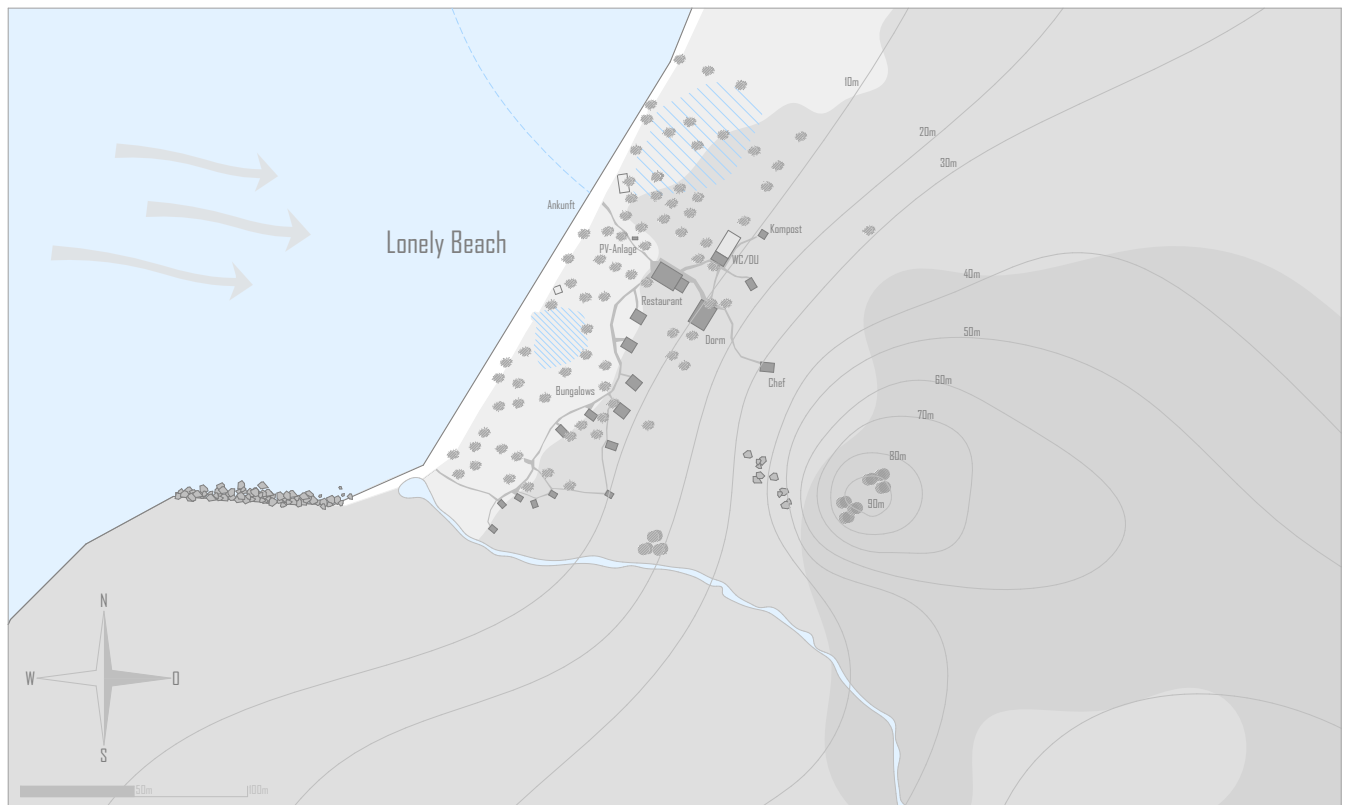 10m
20m
30m
Ankunft
Lonely Beach
Kompost
PV-Anlage
WC/DU
40m
Restaurant
50m
Dorm
60m
Chef
Bungalows
70m
80m
90m
N
W
O
S
50m
100m